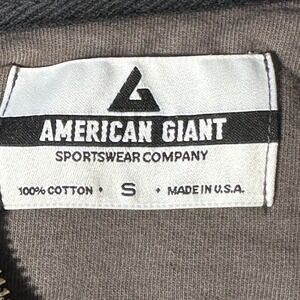 AMERICAN GIANT
SPORTSWEAR COMPANY
100% COTTON • S • MADE IN U.S.A.